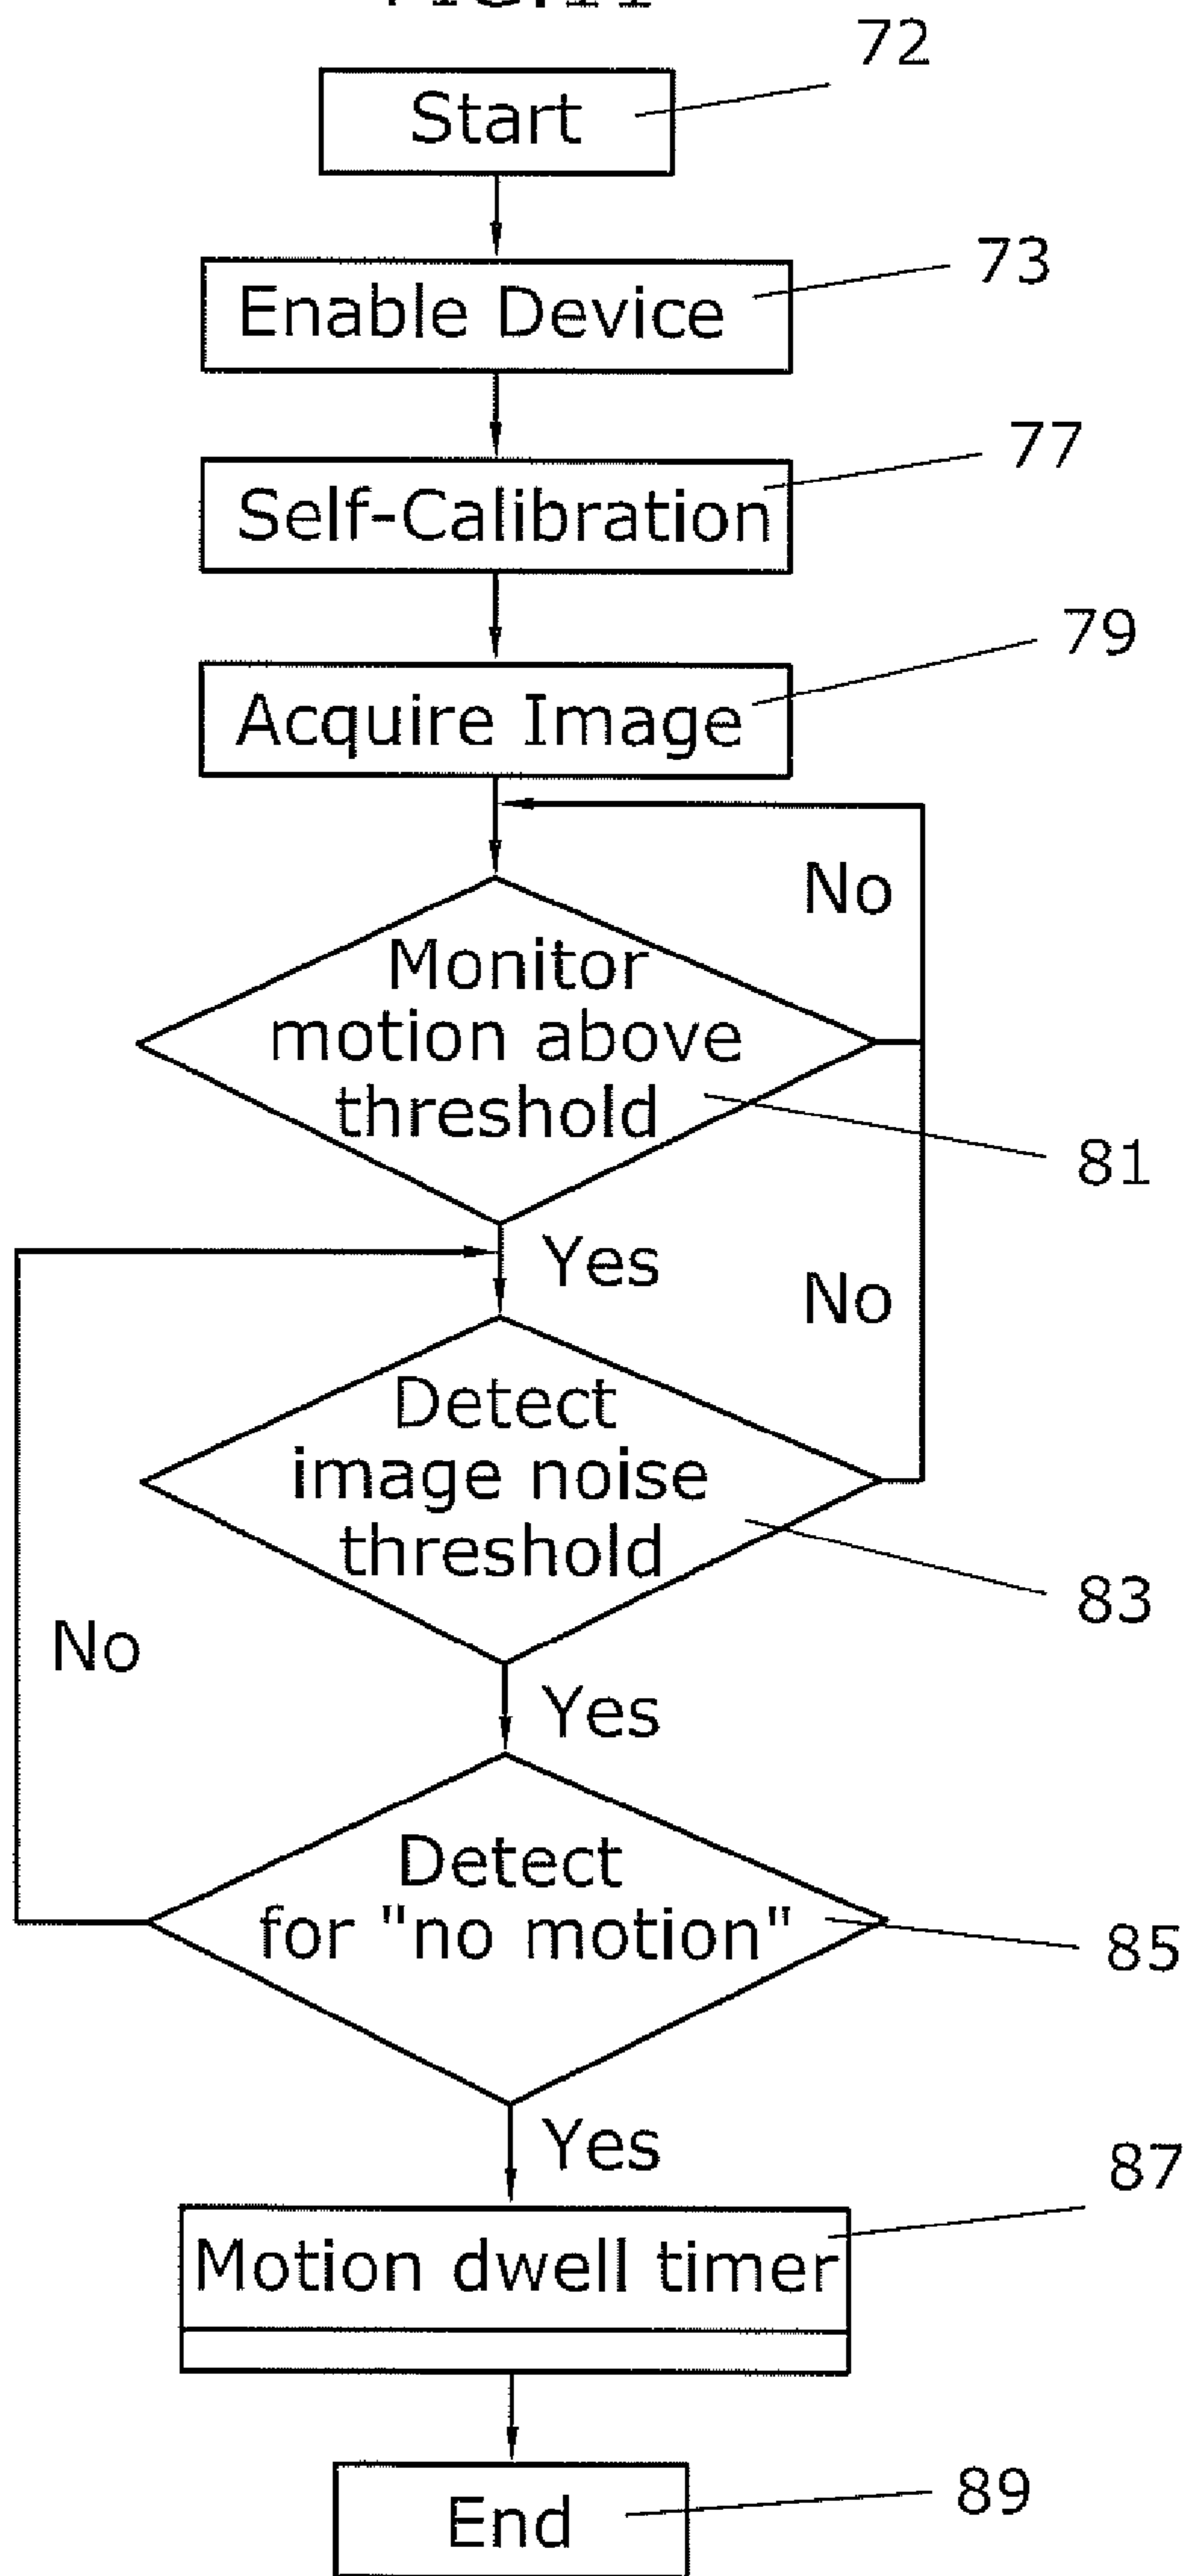 72
Start
73
Enable Device
77
Self-Calibration
79
Acquire Image
No
Monitor
motion above
threshold
81
Yes
No
Detect
image noise
threshold
83
No
Yes
Detect
for "no motion"
85
Yes
87
Motion dwell timer
89
End